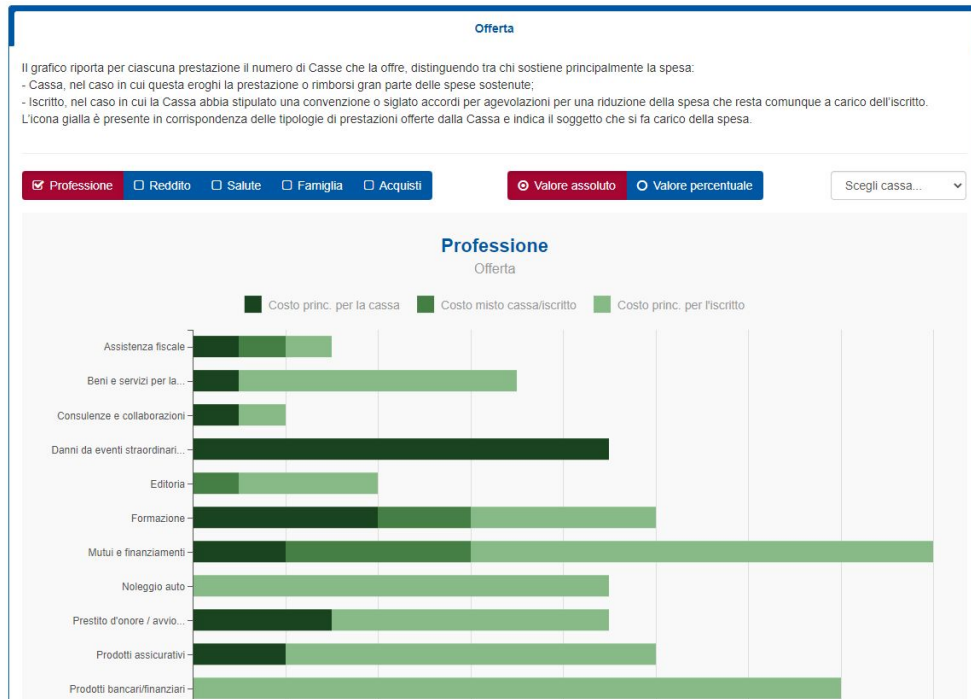 Offerta
Il grafico riporta per ciascuna prestazione il numero di Casse che la offre, distinguendo tra chi sostiene principalmente la spesa:
- Cassa, nel caso in cui questa eroghi la prestazione o rimborsi gran parte delle spese sostenute;
- Iscritto, nel caso in cui la Cassa abbia stipulato una convenzione o siglato accordi per agevolazioni per una riduzione della spesa che resta comunque a carico dell'iscritto.
L'icona gialla è presente in corrispondenza delle tipologie di prestazioni offerte dalla Cassa e indica il soggetto che si fa carico della spesa.
Professione Reddito Salute Famiglia Acquisti Valore assoluto Valore percentuale Scegli cassa...
Professione
Offerta
Costo princ. per la cassa Costo misto cassa/iscritto Costo princ. per l'iscritto
Assistenza fiscale
Beni e servizi per la...
Consulenze e collaborazioni
Danni da eventi straordinari...
Editoria
Formazione
Mutui e finanziamenti
Noleggio auto
Prestito d'onore / avvio...
Prodotti assicurativi
Prodotti bancari/finanziari